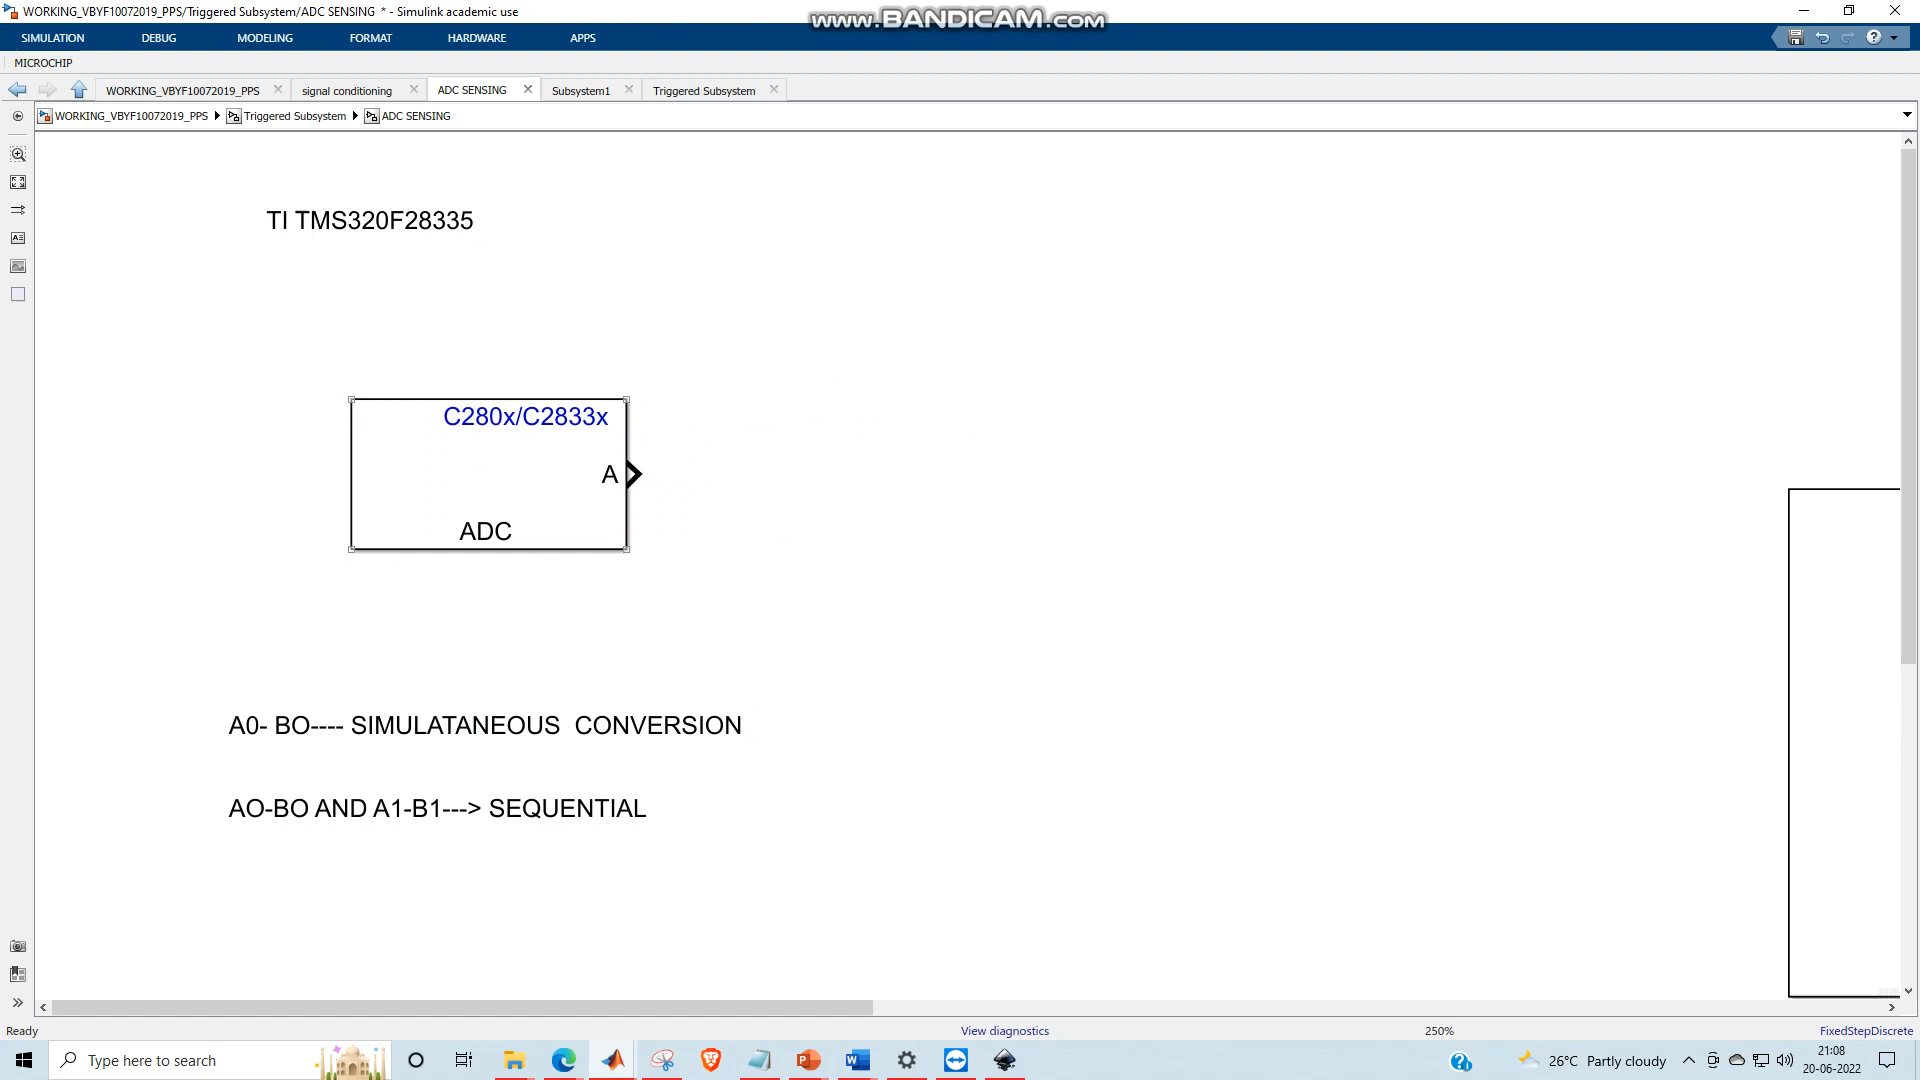 WORKING_VBYF10072019_PPS/Triggered Subsystem/ADC SENSING * - Simulink academic use
www.BANDICAM.com
SIMULATION DEBUG MODELING FORMAT HARDWARE APPS
MICROCHIP
WORKING_VBYF10072019_PPS signal conditioning ADC SENSING Subsystem1 Triggered Subsystem
WORKING_VBYF10072019_PPS Triggered Subsystem ADC SENSING
TI TMS320F28335
C280x/C2833x
A
ADC
A0- BO---- SIMULATANEOUS  CONVERSION
AO-BO AND A1-B1---> SEQUENTIAL
Ready View diagnostics 250% FixedStepDiscrete
Type here to search 26°C Partly cloudy 21:08
20-06-2022